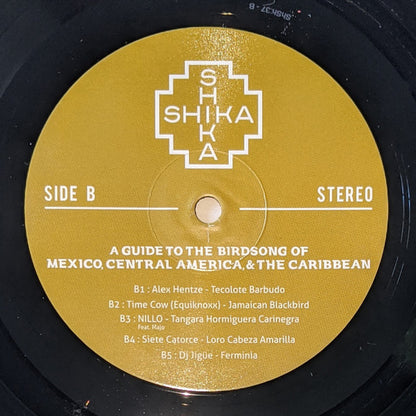 ShSh37 - B
SHIKA
SHIKA
SIDE B
STEREO
A GUIDE TO THE BIRDSONG OF
MEXICO, CENTRAL AMERICA, & THE CARIBBEAN
B1 : Alex Hentze - Tecolote Barbudo
B2 : Time Cow (Equiknoxx) - Jamaican Blackbird
B3 : NILLO - Tangara Hormiguera Carinegra
Feat. Majo
B4 : Siete Catorce - Loro Cabeza Amarilla
B5 : Dj Jigüe - Ferminia